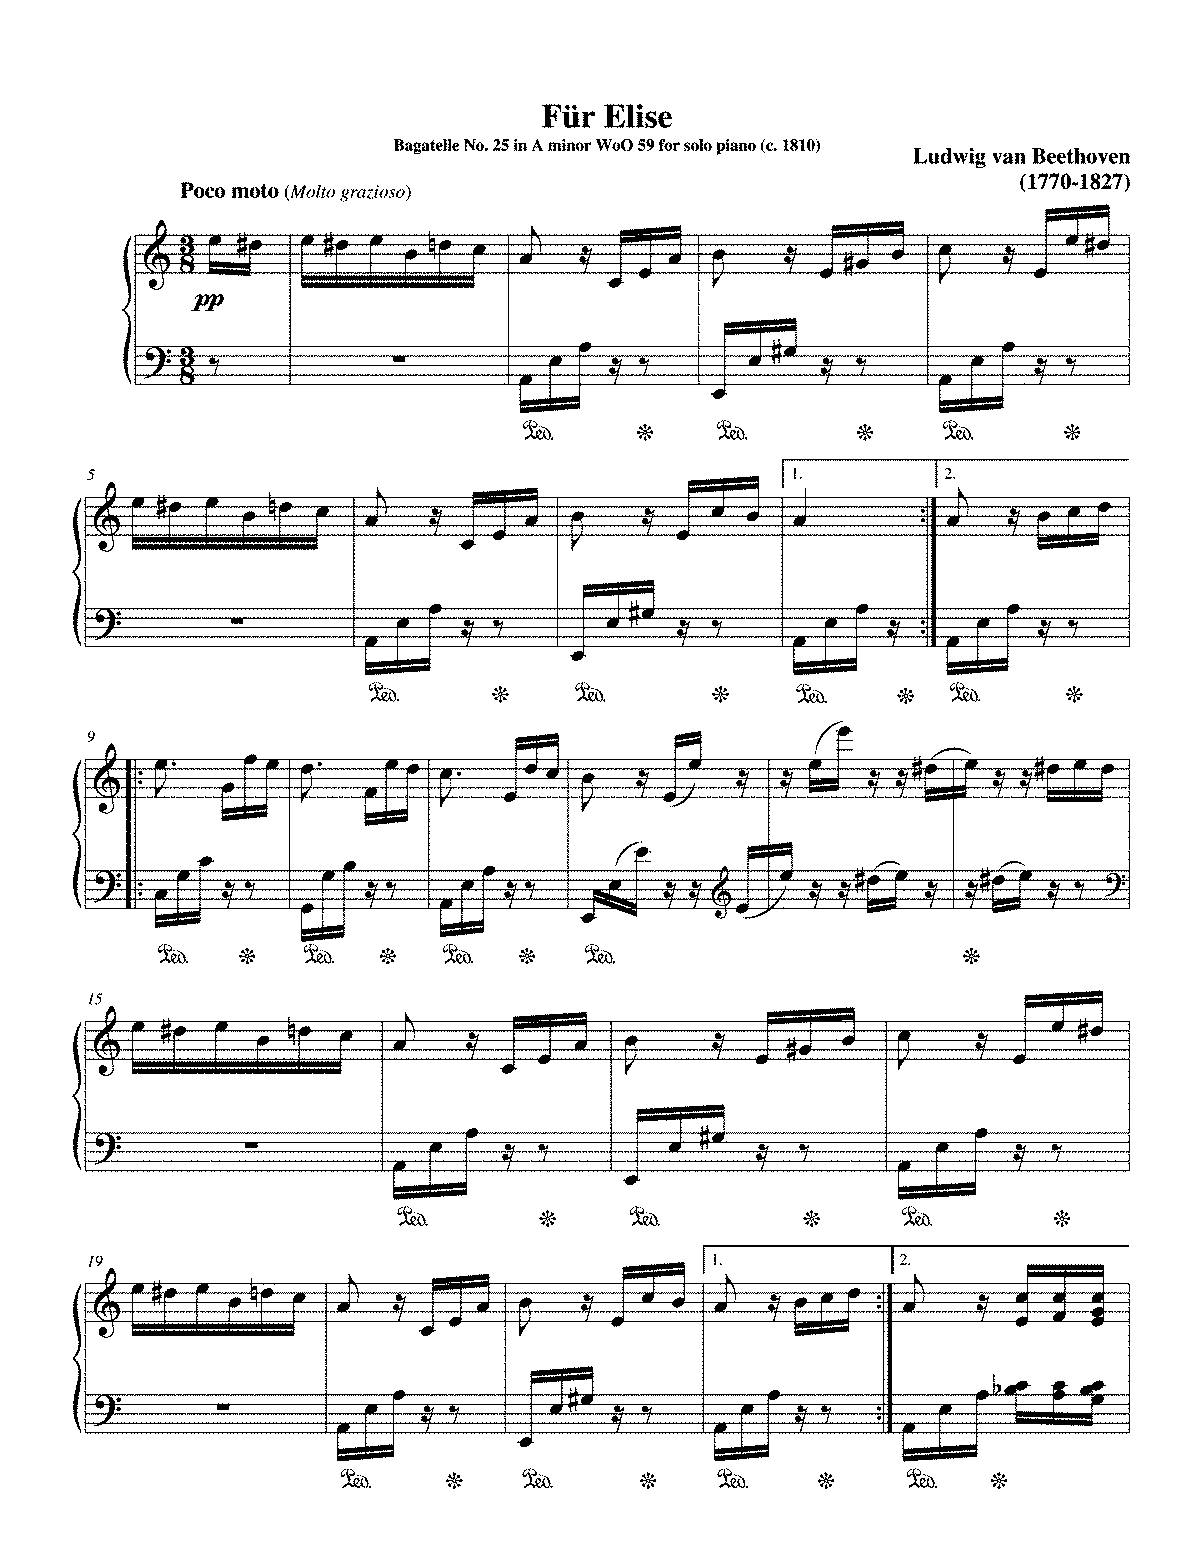 Für Elise
Bagatelle No. 25 in A minor WoO 59 for solo piano (c. 1810)
Ludwig van Beethoven
(1770-1827)
Poco moto (Molto grazioso)
3
8
pp
3
8
Ped. Ped. Ped.
5
1. 2.
Ped. Ped. Ped. Ped.
9
Ped. Ped. Ped. Ped.
15
Ped. Ped. Ped.
19
1. 2.
Ped. Ped. Ped. Ped.